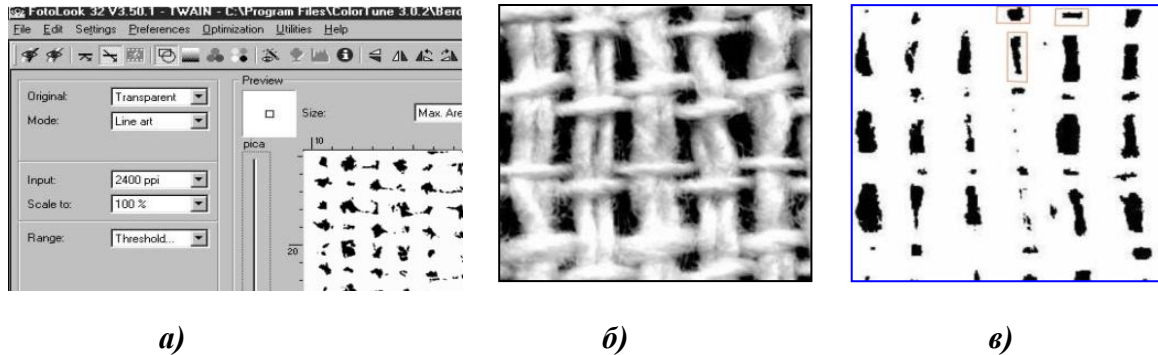 FotoLook 32 V3.50.1 - TWAIN - C:\Program Files\ColorTune 3.0.2\Berd
File Edit Settings Preferences Optimization Utilities Help
Original: Transparent
Mode: Line art
Input: 2400 ppi
Scale to: 100 %
Range: Threshold...
Preview
Size: Max. Are
pica
10
20
а) б) в)